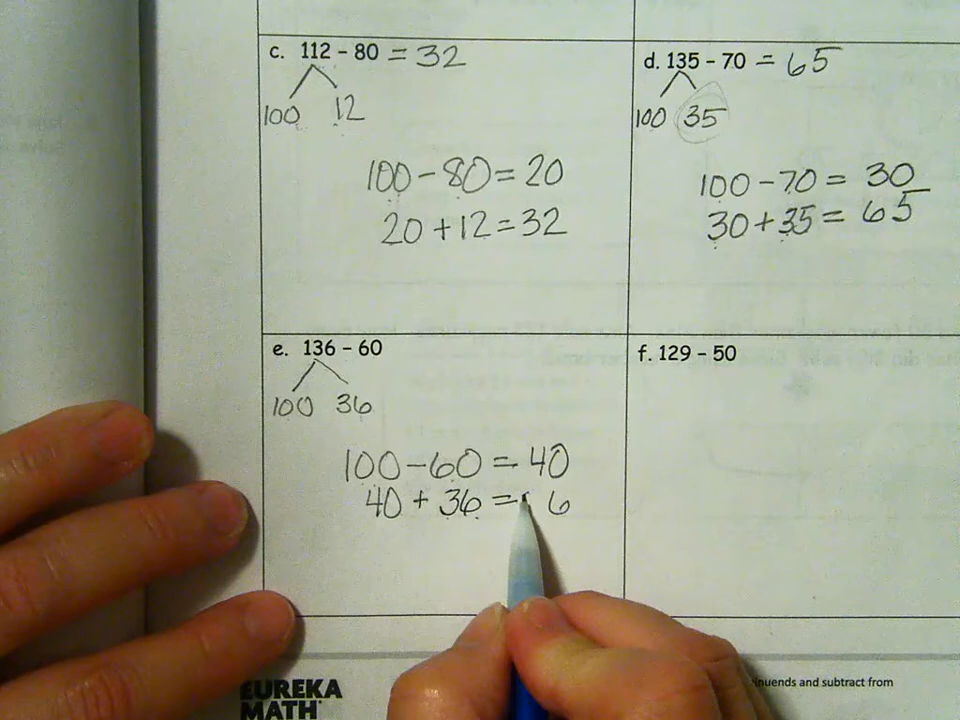 c. 112 - 80 = 32
100 12
100 - 80 = 20
20 + 12 = 32
d. 135 - 70 = 65
100 35
100 - 70 = 30
30 + 35 = 65
e. 136 - 60
100 36
100 - 60 = 40
40 + 36 = 6
f. 129 - 50
EUREKA
MATH
and subtract from